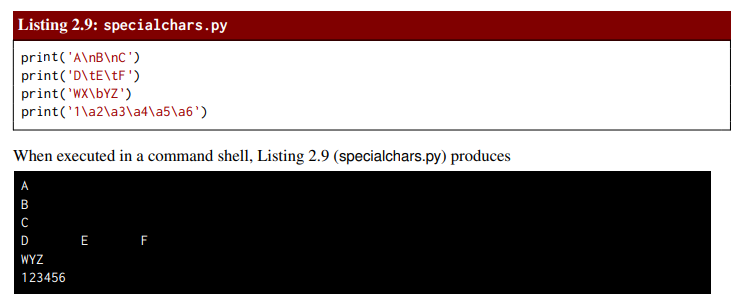 Listing 2.9: specialchars.py
print('A\nB\nC')
print('D\tE\tF')
print('WX\bYZ')
print('1\a2\a3\a4\a5\a6')
When executed in a command shell, Listing 2.9 (specialchars.py) produces
A
B
C
D E F
WYZ
123456